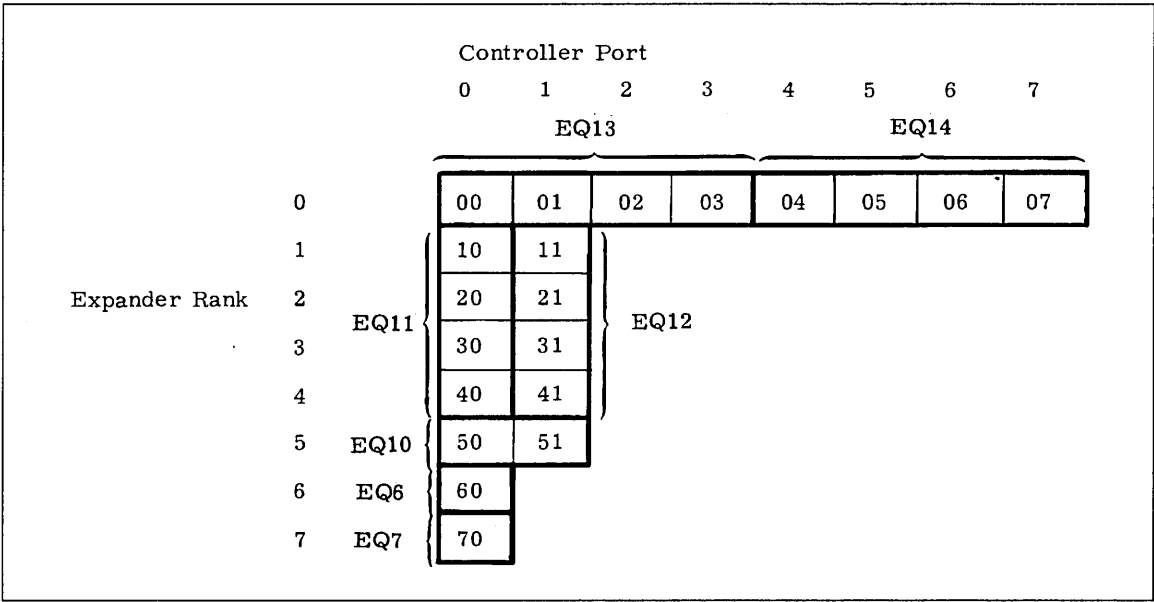 Controller Port
0 1 2 3 4 5 6 7
EQ13 EQ14
0 00 01 02 03 04 05 06 07
1 10 11
Expander Rank 2 20 21
EQ11 EQ12
3 30 31
4 40 41
5 EQ10 50 51
6 EQ6 60
7 EQ7 70